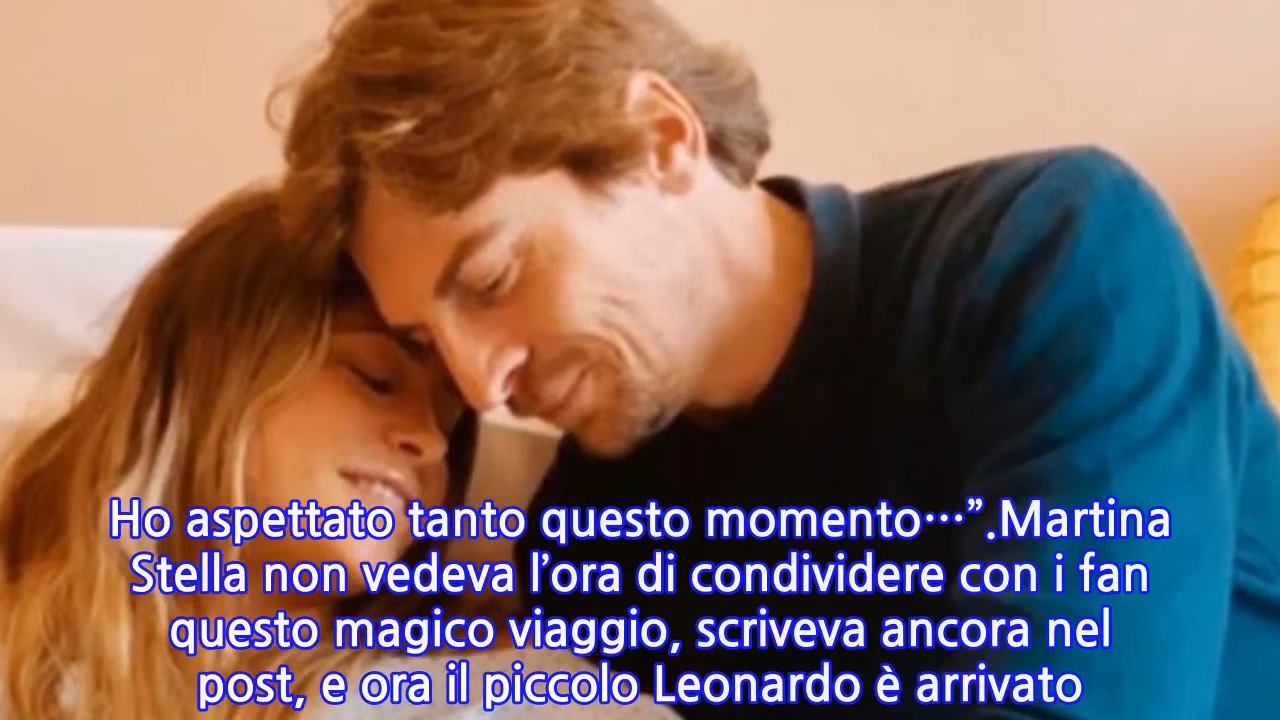 Ho aspettato tanto questo momento…”.Martina
Stella non vedeva l’ora di condividere con i fan
questo magico viaggio, scriveva ancora nel
post, e ora il piccolo Leonardo è arrivato